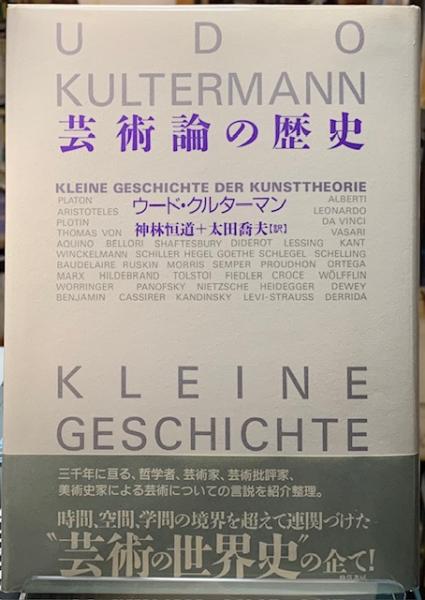 UDO
KULTERMANN
芸術論の歴史
KLEINE GESCHICHTE DER KUNSTTHEORIE
PLATON ウード・クルターマン ALBERTI
ARISTOTELES LEONARDO
PLOTIN 神林恒道+太田喬夫[訳] DA VINCI
THOMAS VON VASARI
AQUINO BELLORI SHAFTESBURY DIDEROT LESSING KANT
WINCKELMANN SCHILLER HEGEL GOETHE SCHLEGEL SCHELLING
BAUDELAIRE RUSKIN MORRIS SEMPER PROUDHON ORTEGA
MARX HILDEBRAND TOLSTOI FIEDLER CROCE WÖLFFLIN
WORRINGER PANOFSKY NIETZSCHE HEIDEGGER DEWEY
BENJAMIN CASSIRER KANDINSKY LEVI-STRAUSS DERRIDA
KLEINE
GESCHICHTE
三千年に亘る、哲学者、芸術家、芸術批評家、
美術史家による芸術についての言説を紹介整理。
時間、空間、学問の境界を超えて連関づけた
“芸術の世界史”の企て!
勁草書房